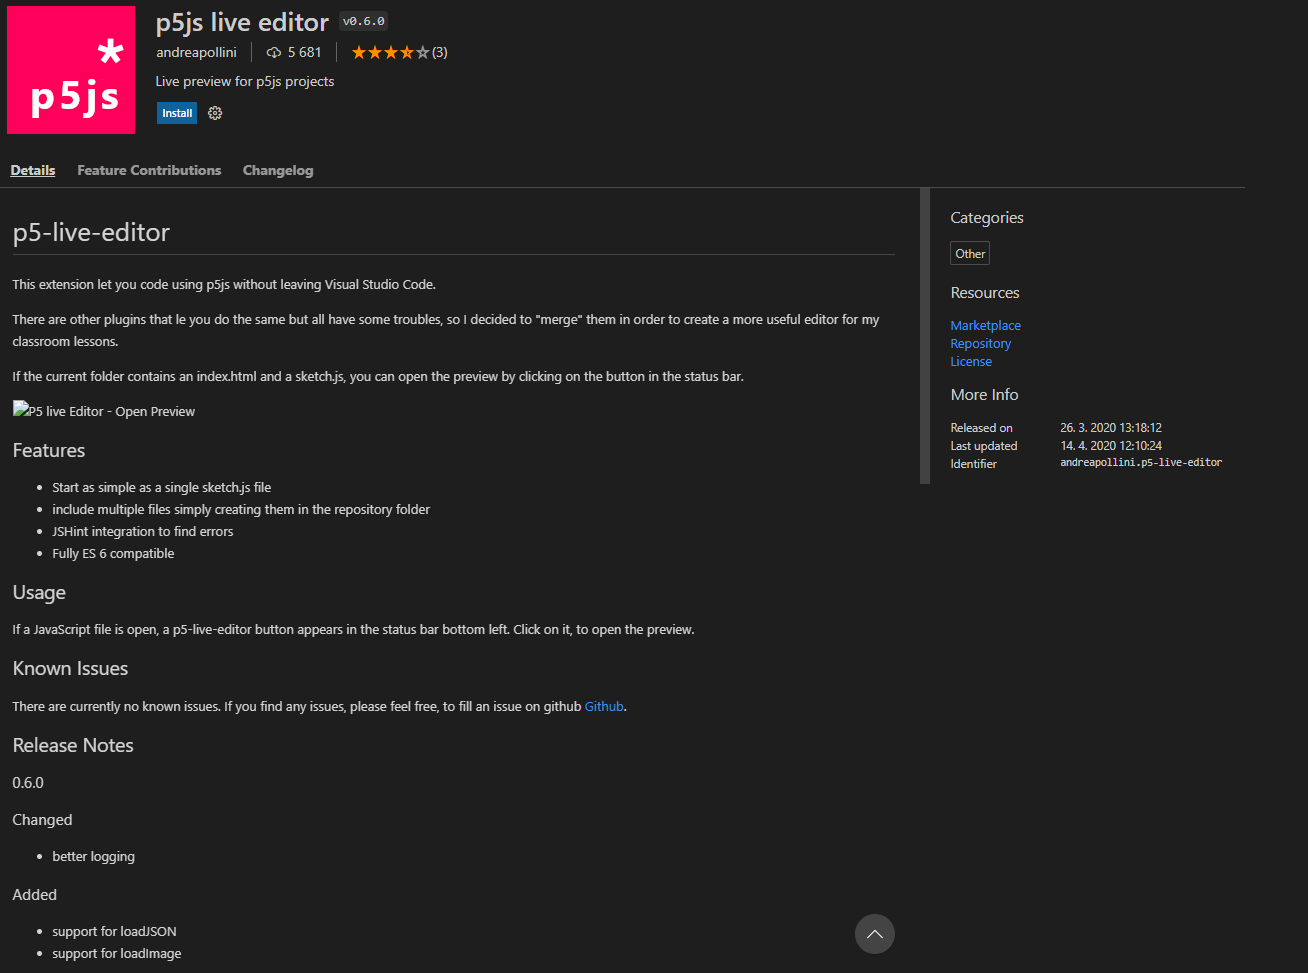 * p5js
p5js live editor v0.6.0
andreapollini 5 681 (3)
Live preview for p5js projects
Install
Details Feature Contributions Changelog
p5-live-editor
This extension let you code using p5js without leaving Visual Studio Code.
There are other plugins that le you do the same but all have some troubles, so I decided to "merge" them in order to create a more useful editor for my
classroom lessons.
If the current folder contains an index.html and a sketch.js, you can open the preview by clicking on the button in the status bar.
P5 live Editor - Open Preview
Features
• Start as simple as a single sketch.js file
• include multiple files simply creating them in the repository folder
• JSHint integration to find errors
• Fully ES 6 compatible
Usage
If a JavaScript file is open, a p5-live-editor button appears in the status bar bottom left. Click on it, to open the preview.
Known Issues
There are currently no known issues. If you find any issues, please feel free, to fill an issue on github Github.
Release Notes
0.6.0
Changed
• better logging
Added
• support for loadJSON
• support for loadImage
Categories
Other
Resources
Marketplace
Repository
License
More Info
Released on 26. 3. 2020 13:18:12
Last updated 14. 4. 2020 12:10:24
Identifier andreapollini.p5-live-editor